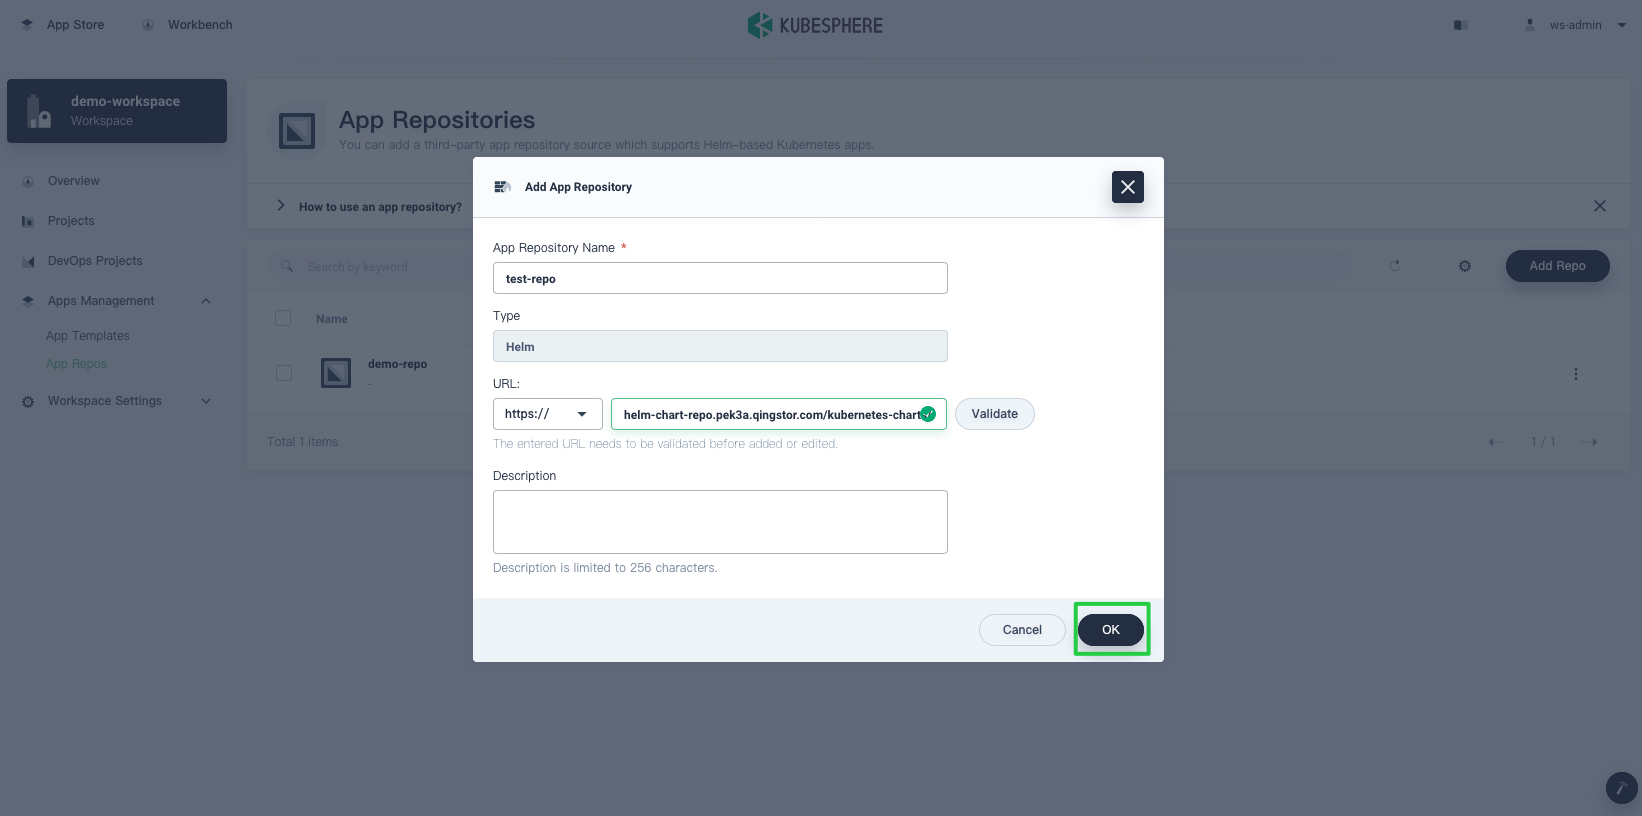 App Store
Workbench
KUBESPHERE
ws-admin
demo-workspace
Workspace
Overview
Projects
DevOps Projects
Apps Management
App Templates
App Repos
Workspace Settings
App Repositories
You can add a third-party app repository source which supports Helm-based Kubernetes apps.
How to use an app repository?
Search by keyword
Add Repo
Name
demo-repo
-
Total 1 items
1 / 1
Add App Repository
App Repository Name *
test-repo
Type
Helm
URL:
https://
helm-chart-repo.pek3a.qingstor.com/kubernetes-chart
Validate
The entered URL needs to be validated before added or edited.
Description
Description is limited to 256 characters.
Cancel
OK